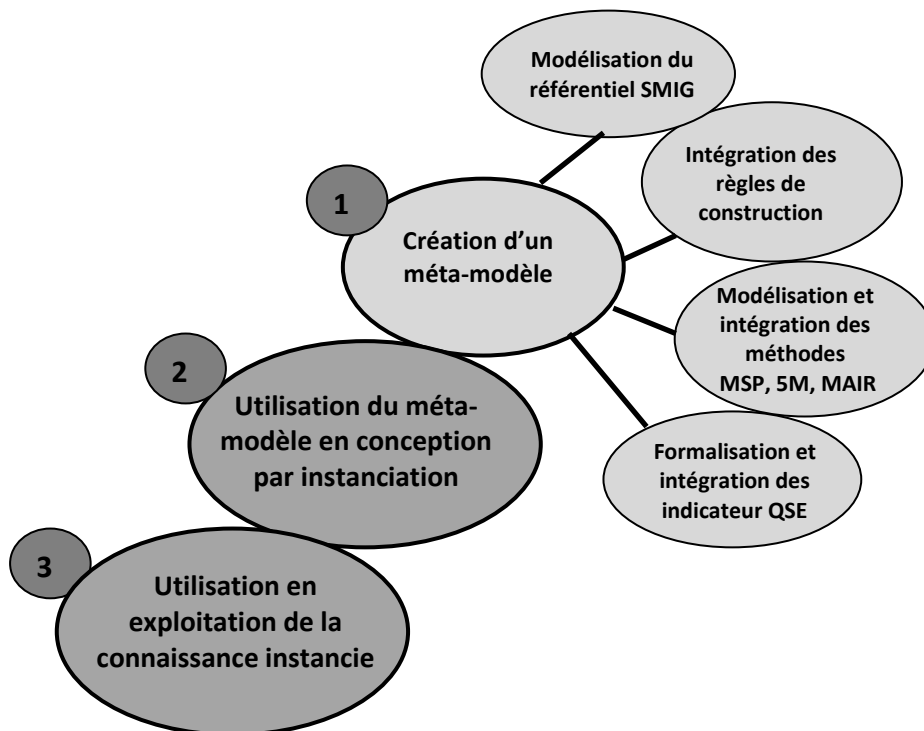 Modélisation du
référentiel SMIG
Intégration des
règles de
construction
1
Création d’un
méta-modèle
Modélisation et
intégration des
méthodes
MSP, 5M, MAIR
2
Utilisation du méta-
modèle en conception
par instanciation
Formalisation et
intégration des
indicateur QSE
3
Utilisation en
exploitation de la
connaissance instancie